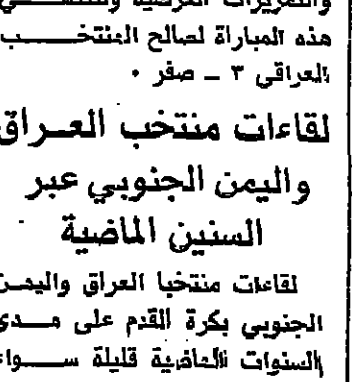 هذه المباراة لصالح المنتخب
العراقي ٣ – صفر ٠
لقاءات منتخب العراق
واليمن الجنوبي عبر
السنين الماضية
لقاءات منتخبا العراق واليمن
الجنوبي بكرة القدم على مدى
السنوات الماضية قليلة سواء